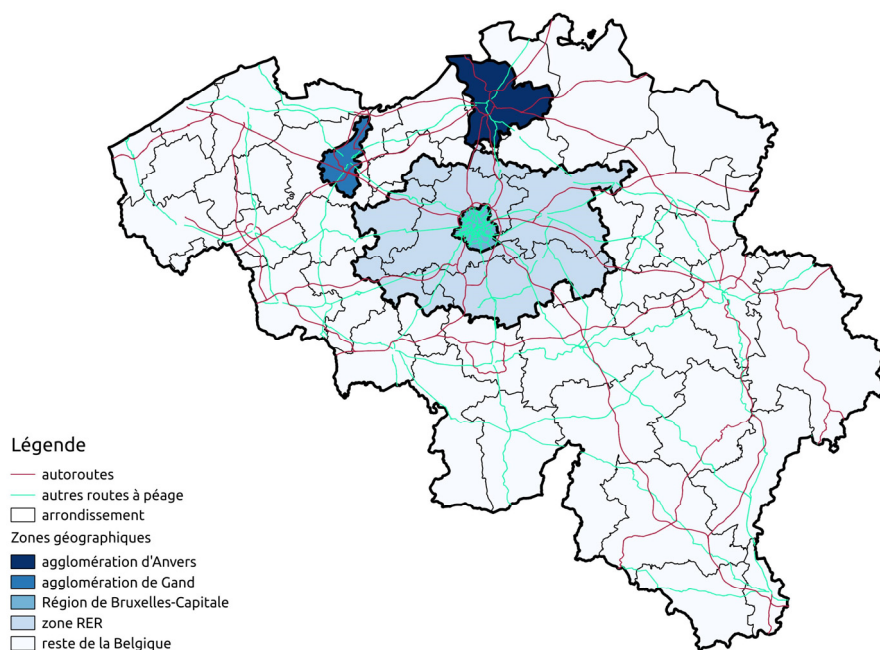 Légende
autoroutes
autres routes à péage
arrondissement
Zones géographiques
agglomération d'Anvers
agglomération de Gand
Région de Bruxelles-Capitale
zone RER
reste de la Belgique